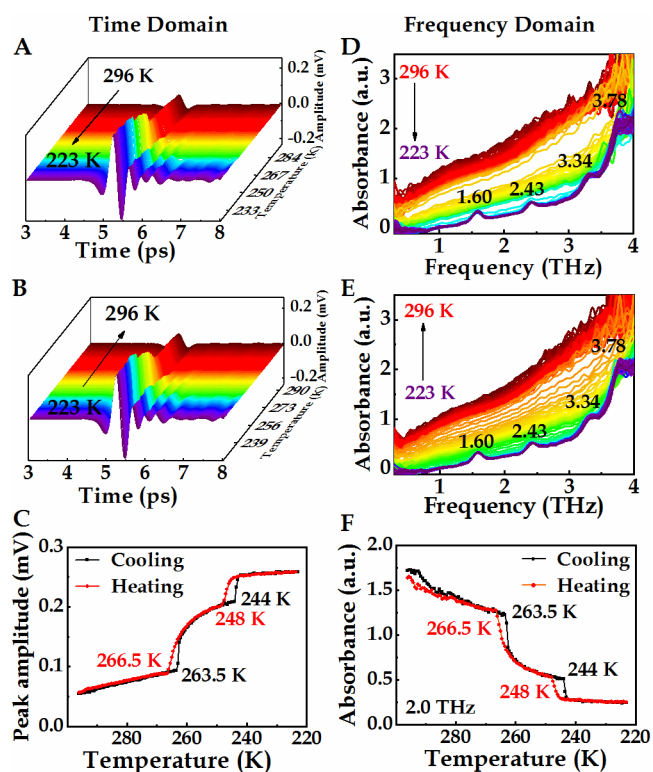 Time Domain
Frequency Domain
A
296 K
223 K
0.2
0.0
-0.2
Amplitude (mV)
284
267
250
233
Temperature (K)
3 4 5 6 7 8
Time (ps)
D
296 K
223 K
3
2
1
0
Absorbance (a.u.)
1.60
2.43
3.34
3.78
1 2 3 4
Frequency (THz)
B
296 K
223 K
0.2
0.0
-0.2
Amplitude (mV)
290
273
256
239
Temperature (K)
3 4 5 6 7 8
Time (ps)
E
296 K
223 K
3
2
1
0
Absorbance (a.u.)
1.60
2.43
3.34
3.78
1 2 3 4
Frequency (THz)
C
0.3
0.2
0.1
0.0
Peak amplitude (mV)
Cooling
Heating
244 K
248 K
266.5 K
263.5 K
280 260 240 220
Temperature (K)
F
2.0
1.5
1.0
0.5
0.0
Absorbance (a.u.)
Cooling
Heating
263.5 K
266.5 K
244 K
248 K
2.0 THz
280 260 240 220
Temperature (K)